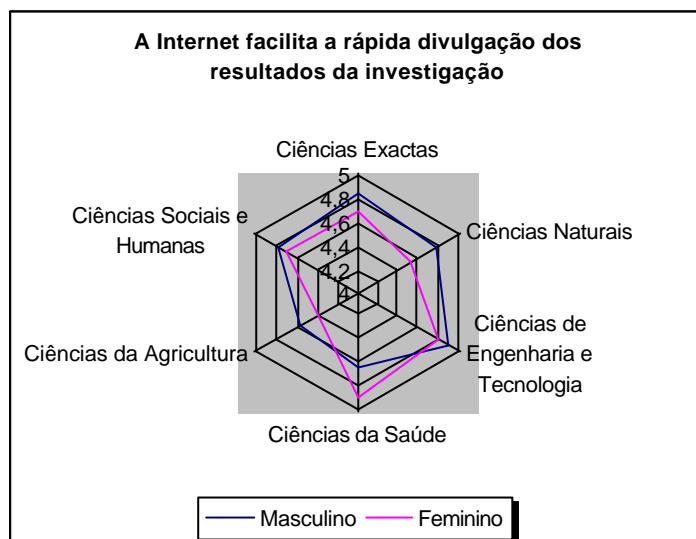 A Internet facilita a rápida divulgação dos
resultados da investigação
Ciências Exactas
5
4,8
4,6
4,4
4,2
4
Ciências Sociais e
Humanas
Ciências Naturais
Ciências da Agricultura
Ciências de
Engenharia e
Tecnologia
Ciências da Saúde
Masculino
Feminino